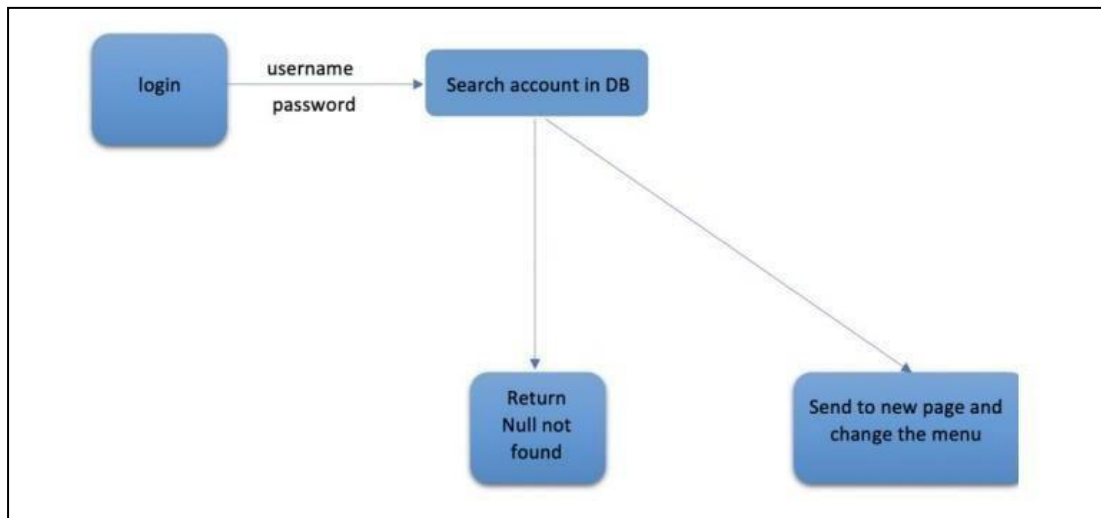 login
username
password
Search account in DB
Return
Null not
found
Send to new page and
change the menu